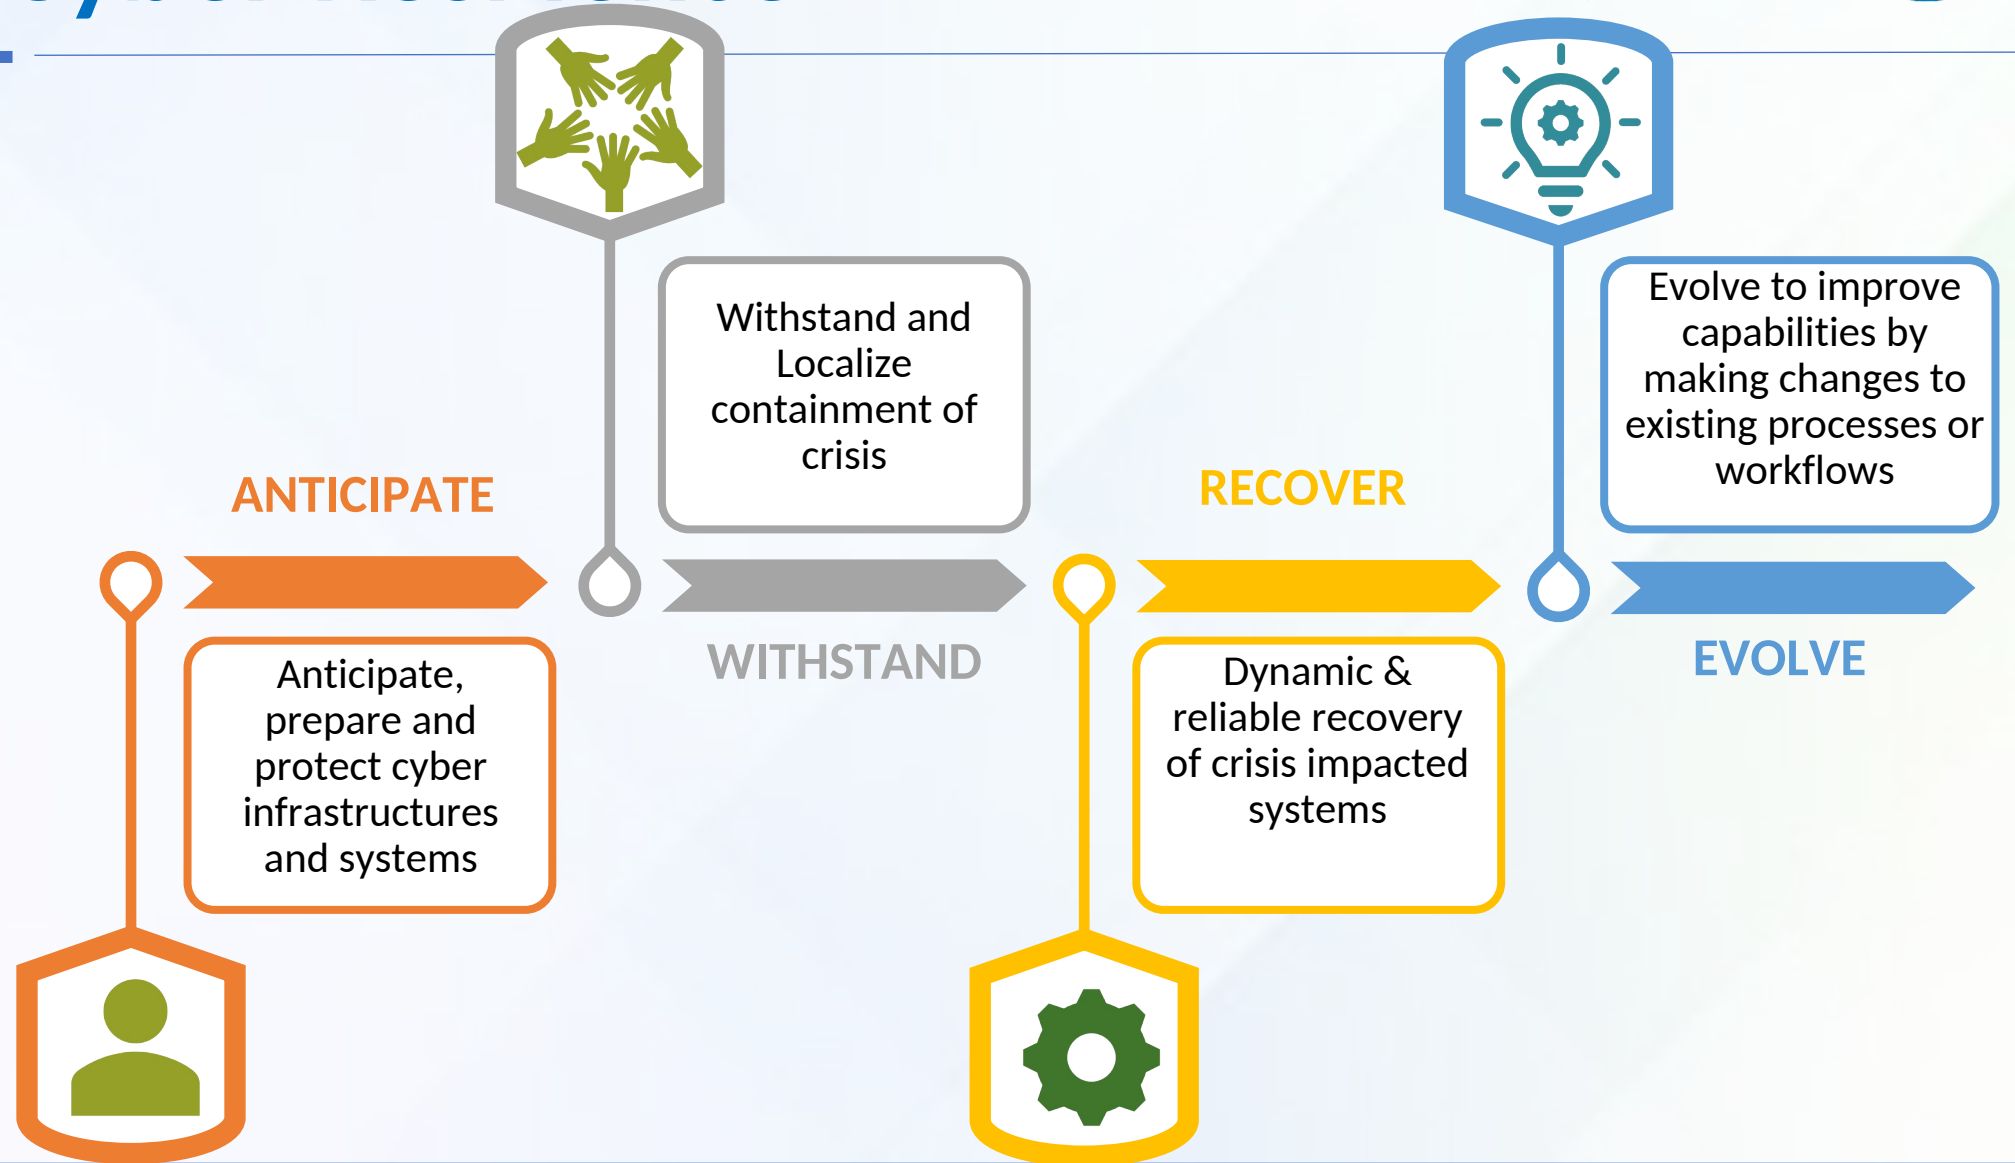 ANTICIPATE
Anticipate,
prepare and
protect cyber
infrastructures
and systems
Withstand and
Localize
containment of
crisis
WITHSTAND
RECOVER
Dynamic &
reliable recovery
of crisis impacted
systems
Evolve to improve
capabilities by
making changes to
existing processes or
workflows
EVOLVE